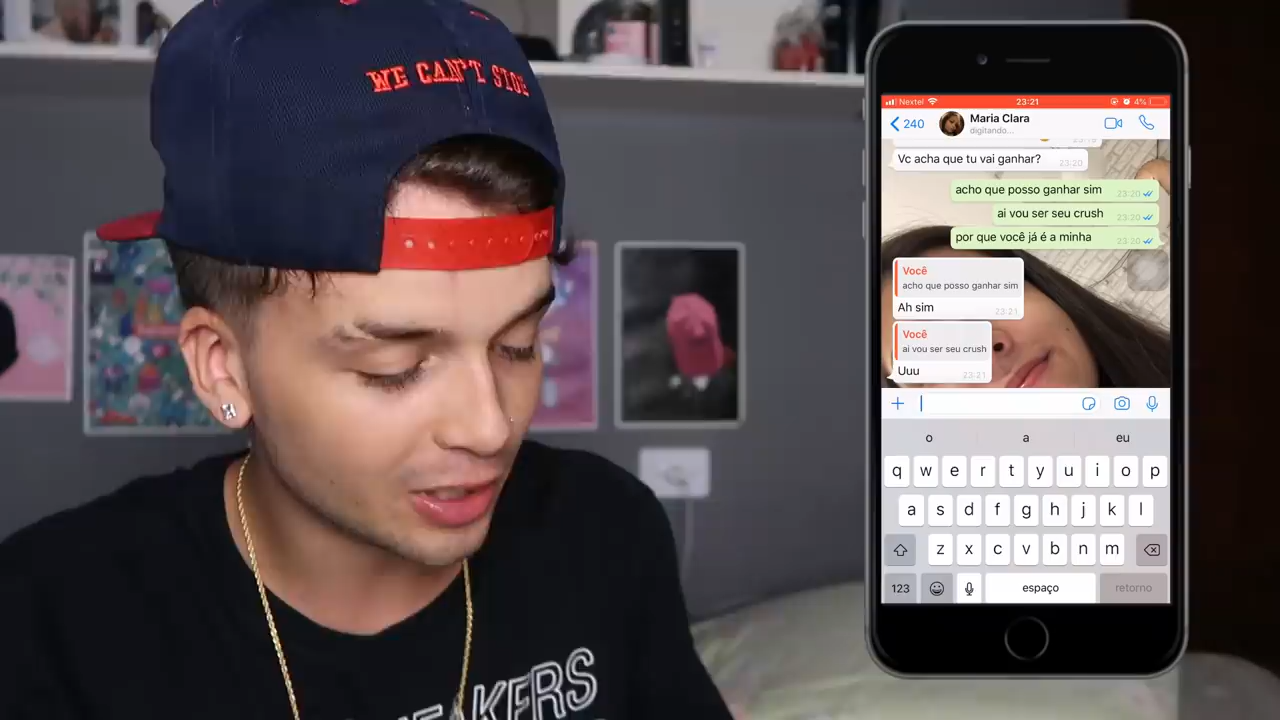 WE CAN'T STOP
Nextel
23:21
4%
240
Maria Clara
digitando...
Vc acha que tu vai ganhar?
23:20
acho que posso ganhar sim
23:20
ai vou ser seu crush
23:20
por que você já é a minha
23:20
Você
acho que posso ganhar sim
Ah sim
23:21
Você
ai vou ser seu crush
Uuu
23:21
o a eu
q w e r t y u i o p
a s d f g h j k l
z x c v b n m
123
espaço
retorno